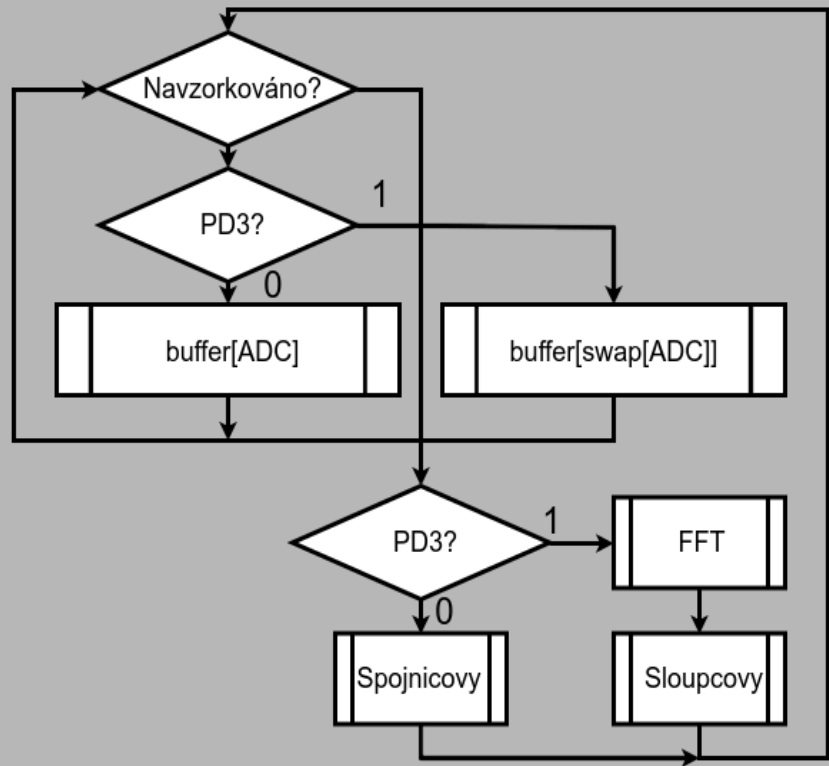 Navzorkováno?
PD3?
1
0
buffer[ADC]
buffer[swap[ADC]]
PD3?
1
FFT
0
Spojnicovy
Sloupcovy